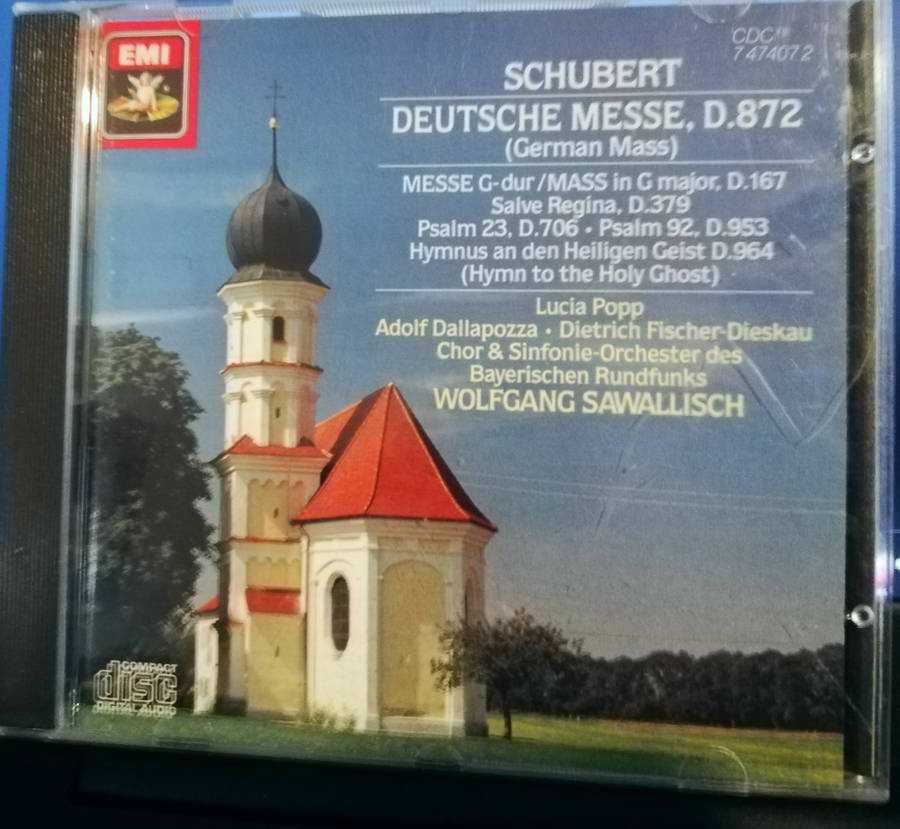 EMI
CDC
7 47407 2
SCHUBERT
DEUTSCHE MESSE, D.872
(German Mass)
MESSE G-dur/MASS in G major, D.167
Salve Regina, D.379
Psalm 23, D.706 • Psalm 92, D.953
Hymnus an den Heiligen Geist D.964
(Hymn to the Holy Ghost)
Lucia Popp
Adolf Dallapozza • Dietrich Fischer-Dieskau
Chor & Sinfonie-Orchester des
Bayerischen Rundfunks
WOLFGANG SAWALLISCH
COMPACT
disc
DIGITAL AUDIO